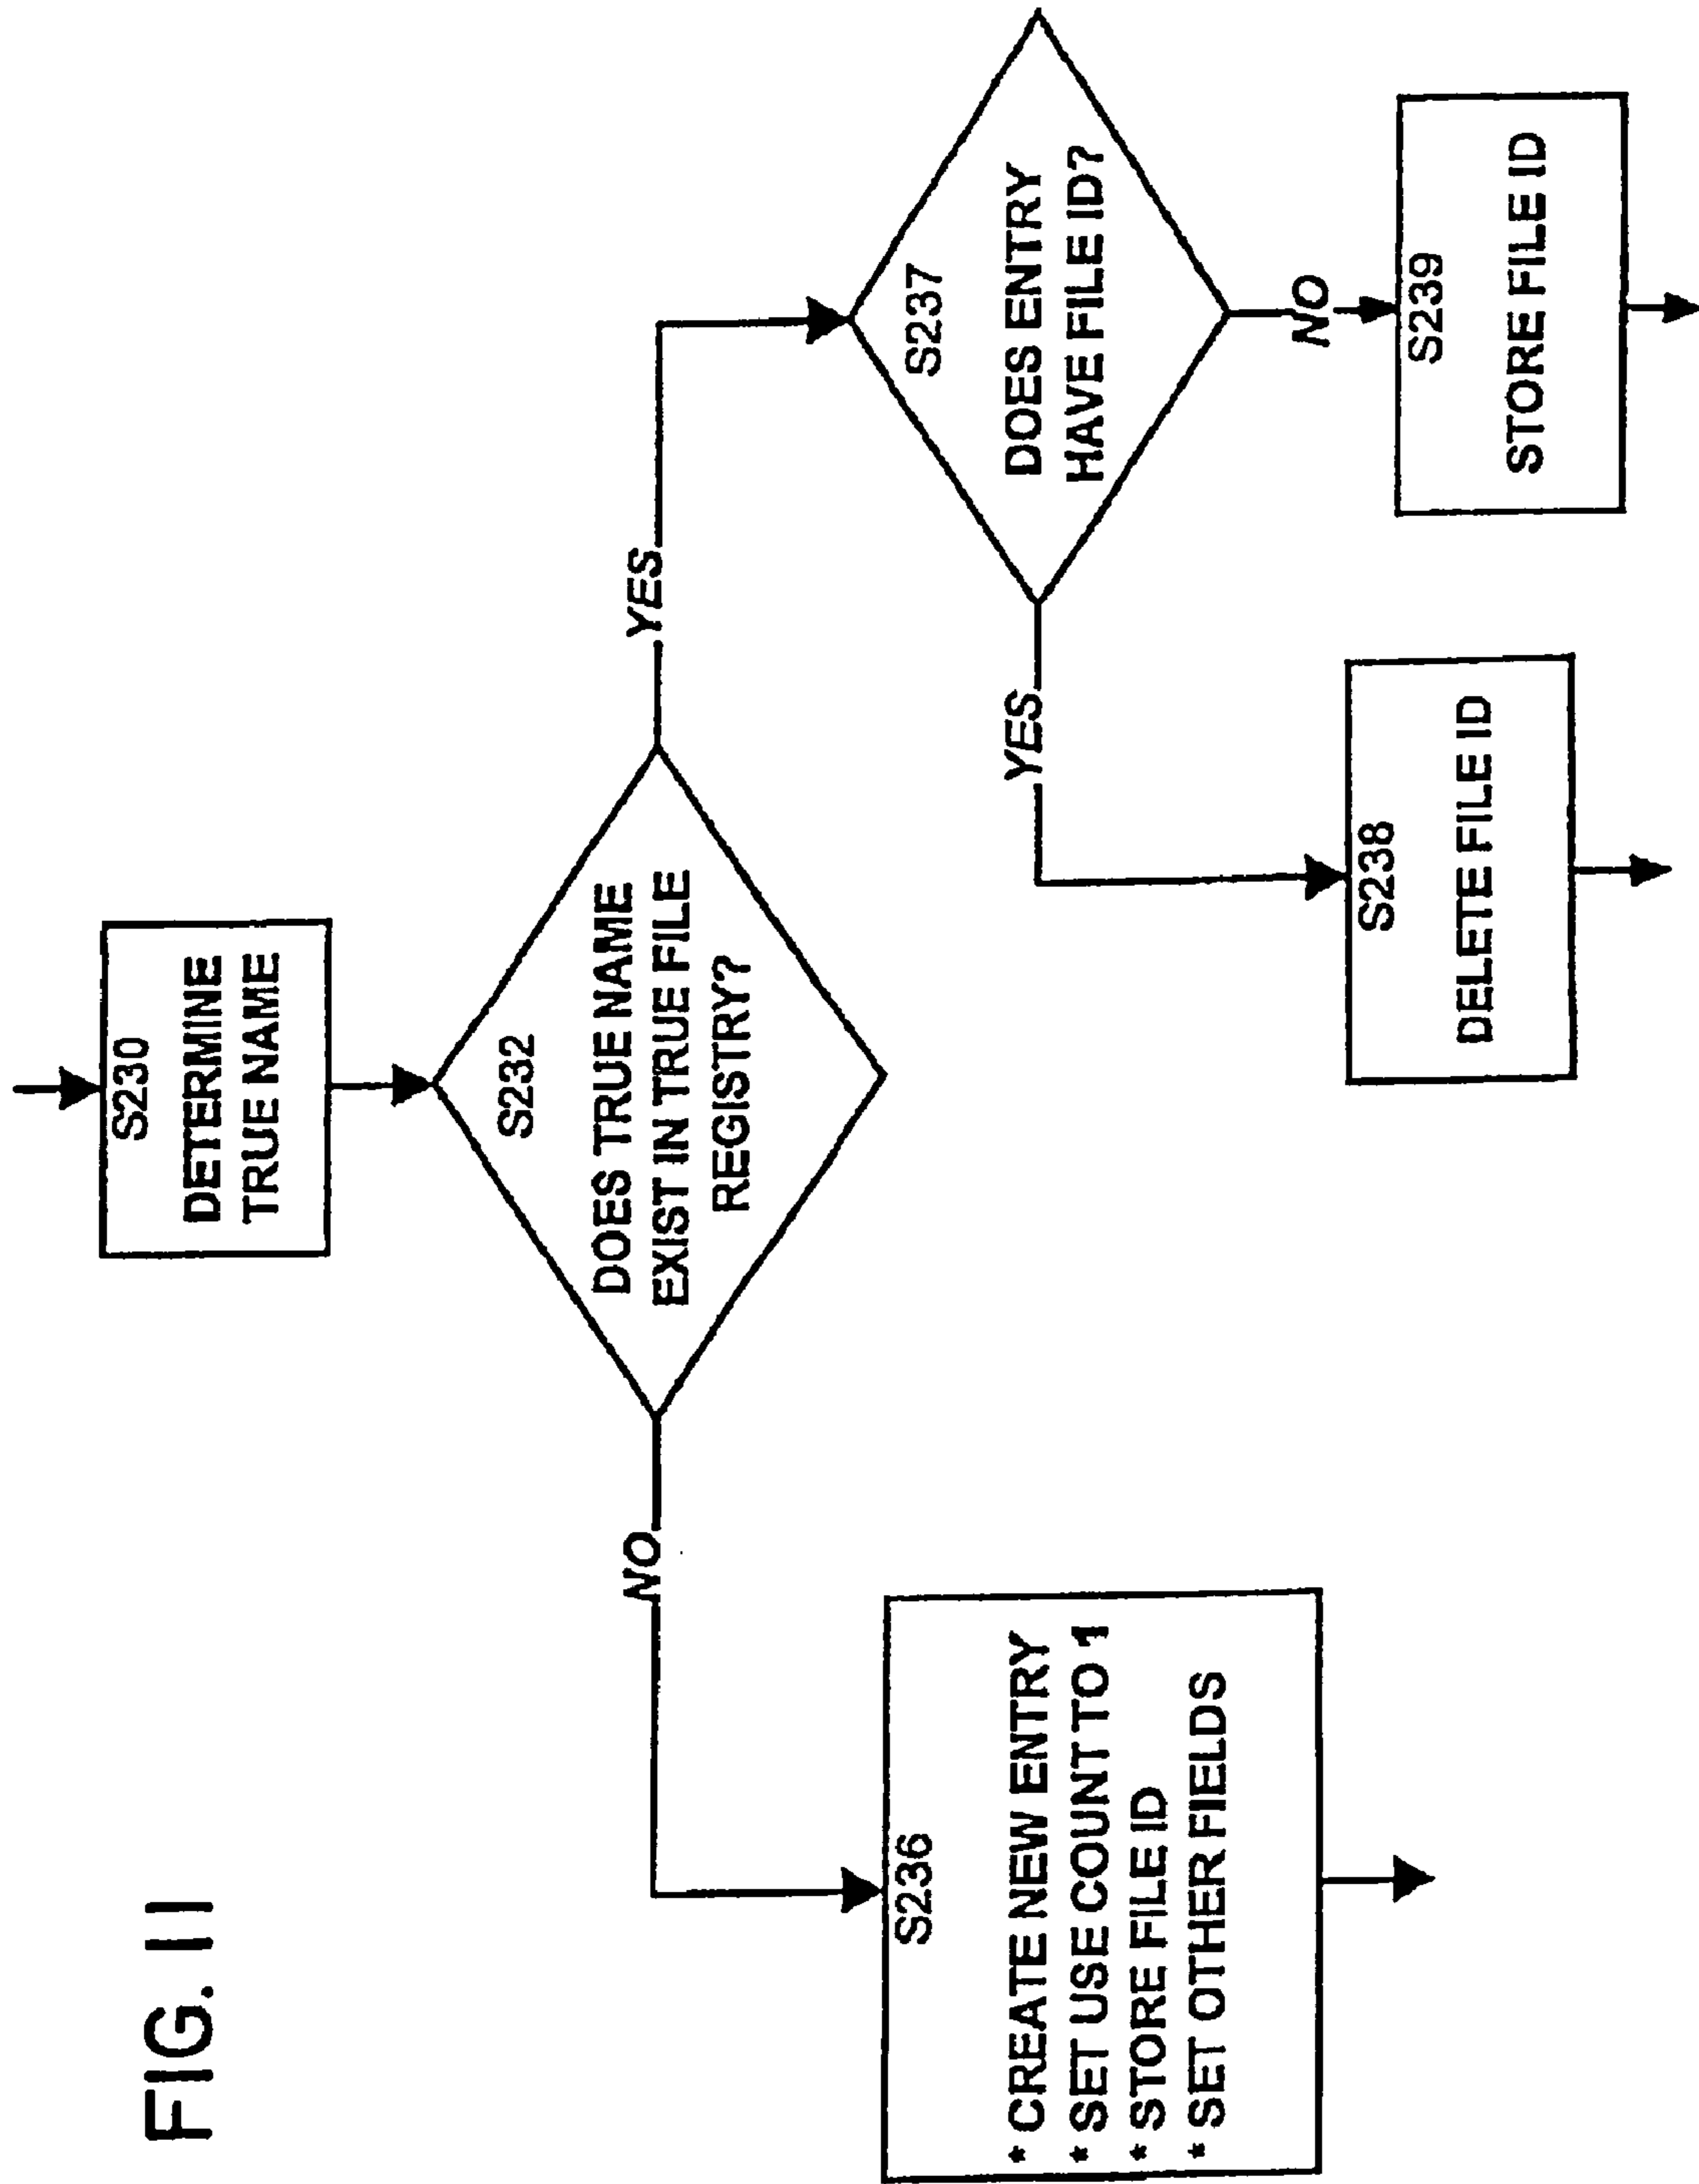 FIG. 11
S230
DETERMINE
TRUE NAME
S232
DOES TRUE NAME
EXIST IN TRUE FILE
REGISTRY?
NO
YES
S236
* CREATE NEW ENTRY
* SET USE COUNT TO 1
* STORE FILE ID
* SET OTHER FIELDS
S237
DOES ENTRY
HAVE FILE ID?
YES
NO
S238
DELETE FILE ID
S239
STORE FILE ID